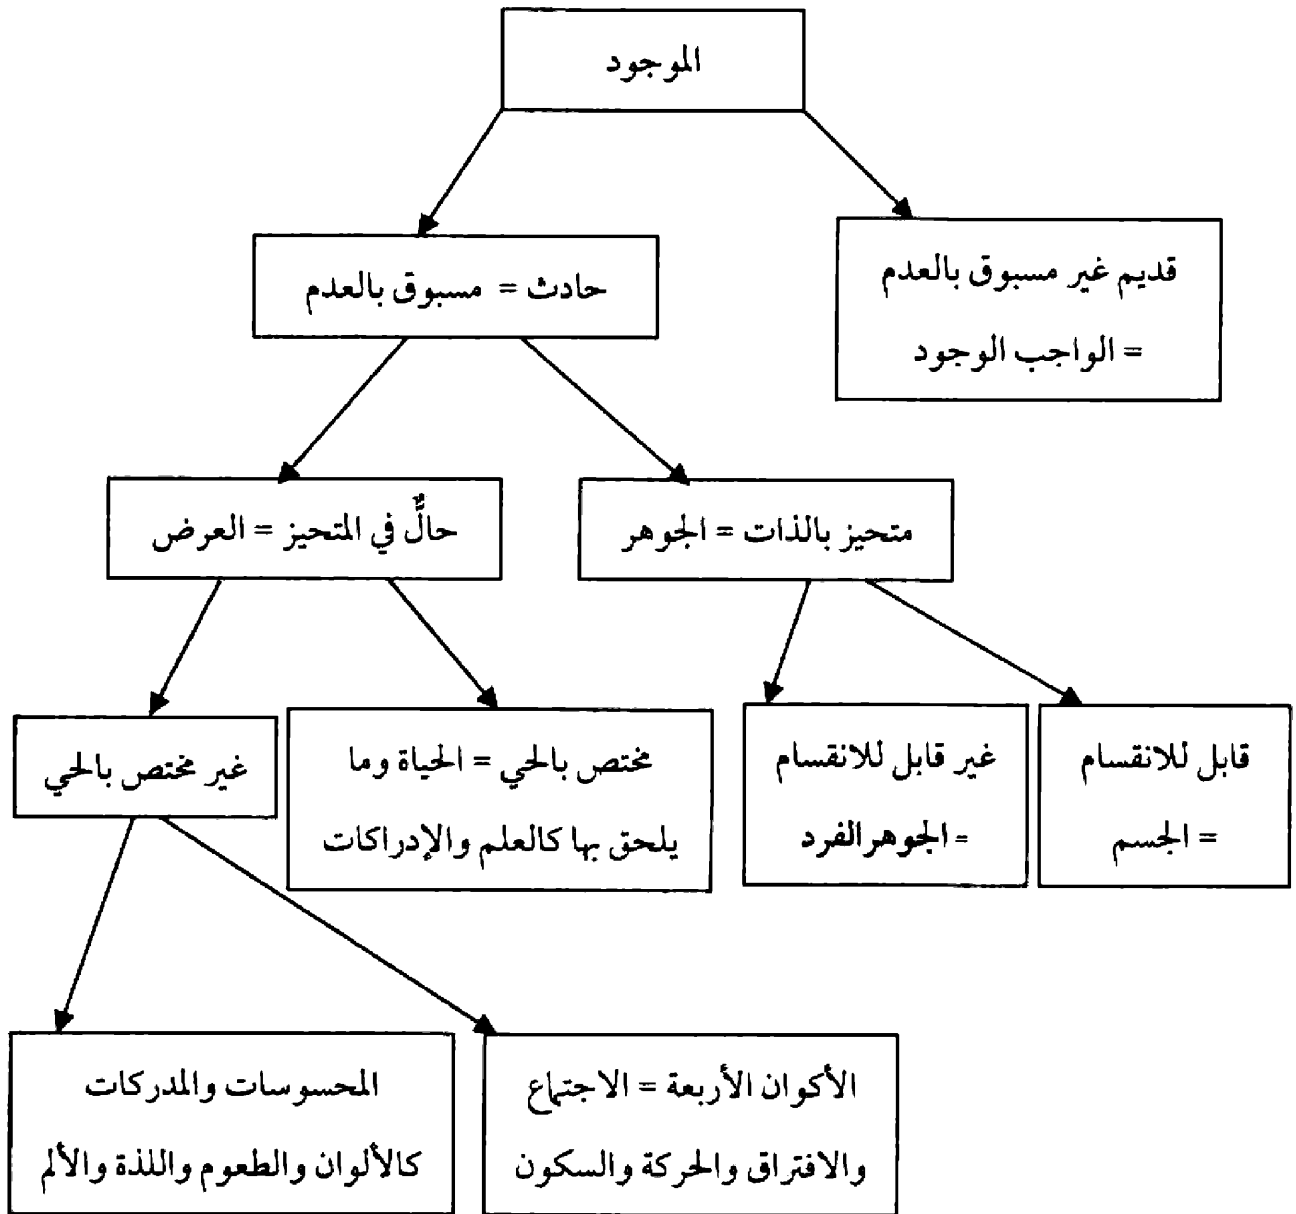 الموجود
قديم غير مسبوق بالعدم
= الواجب الوجود
حادث = مسبوق بالعدم
متحيز بالذات = الجوهر
حالٌّ في المتحيز = العرض
قابل للانقسام
= الجسم
غير قابل للانقسام
= الجوهر الفرد
مختص بالحي = الحياة وما
يلحق بها كالعلم والإدراكات
غير مختص بالحي
الأكوان الأربعة = الاجتماع
والافتراق والحركة والسكون
المحسوسات والمدركات
كالألوان والطعوم واللذة والألم